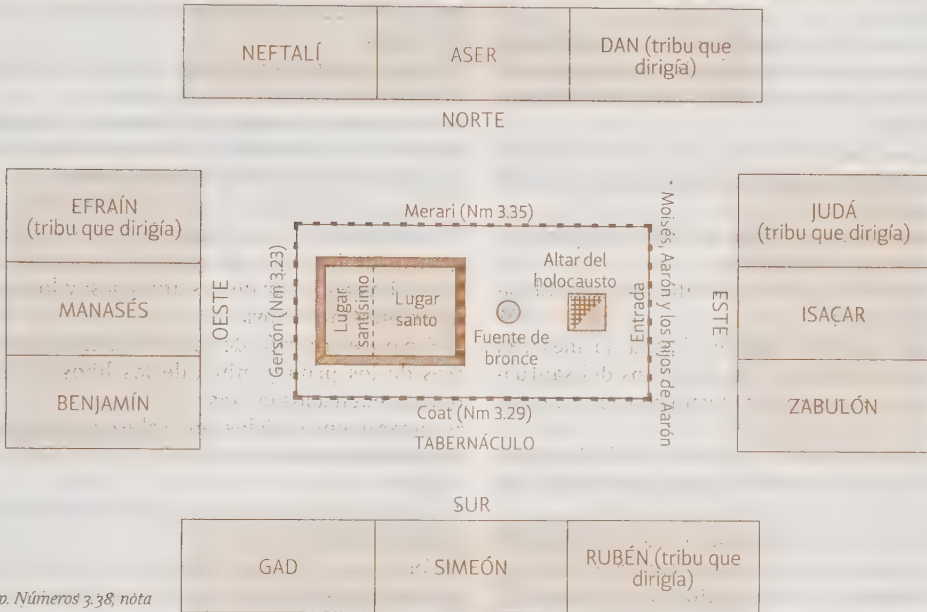 NEFTALÍ
ASER
DAN (tribu que
dirigía)
NORTE
EFRAÍN
(tribu que dirigía)
MANASÉS
BENJAMÍN
OESTE
Gersón (Nm 3.23)
Merari (Nm 3.35)
Lugar
santísimo
Lugar
santo
Fuente de
bronce
Altar del
holocausto
Entrada
* Moisés, Aarón y los hijos de Aarón
ESTE
JUDÁ
(tribu que dirigía)
ISACAR
ZABULÓN
Coat (Nm 3.29)
TABERNÁCULO
SUR
GAD
SIMEÓN
RUBÉN (tribu que
dirigía)
p. Números 3.38, nota